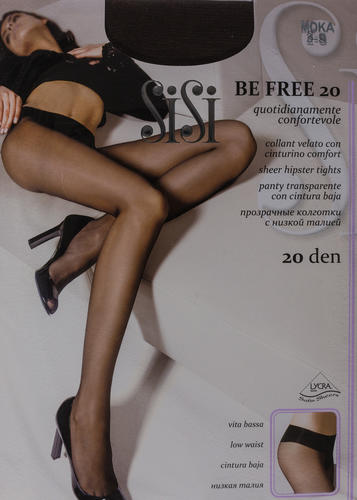 MOKA
2-S
SiSi
BE FREE 20
quotidianamente
confortevole
collant velato con
cinturino comfort
sheer hipster tights
panty transparente
con cintura baja
прозрачные колготки
с низкой талией
20 den
LYCRA
vita bassa
low waist
cintura baja
низкая талия